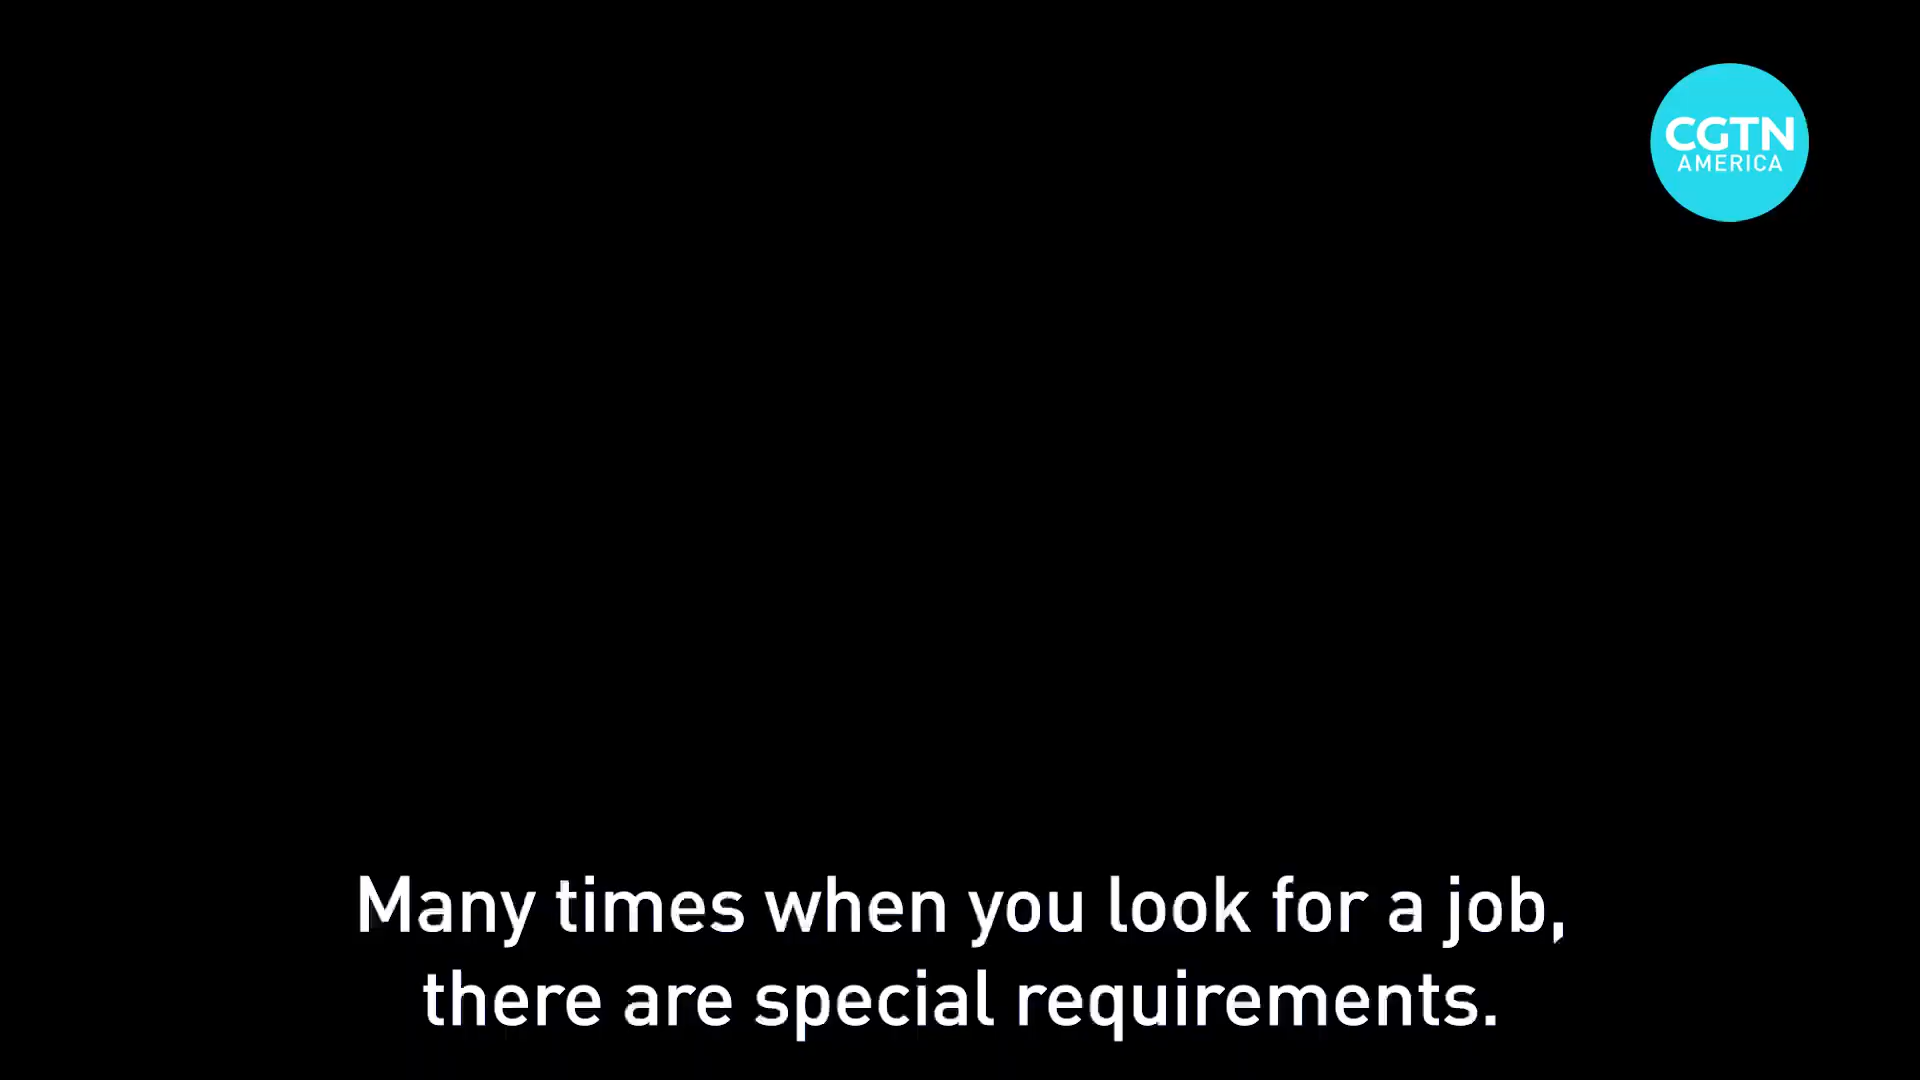 CGTN
AMERICA
Many times when you look for a job,
there are special requirements.